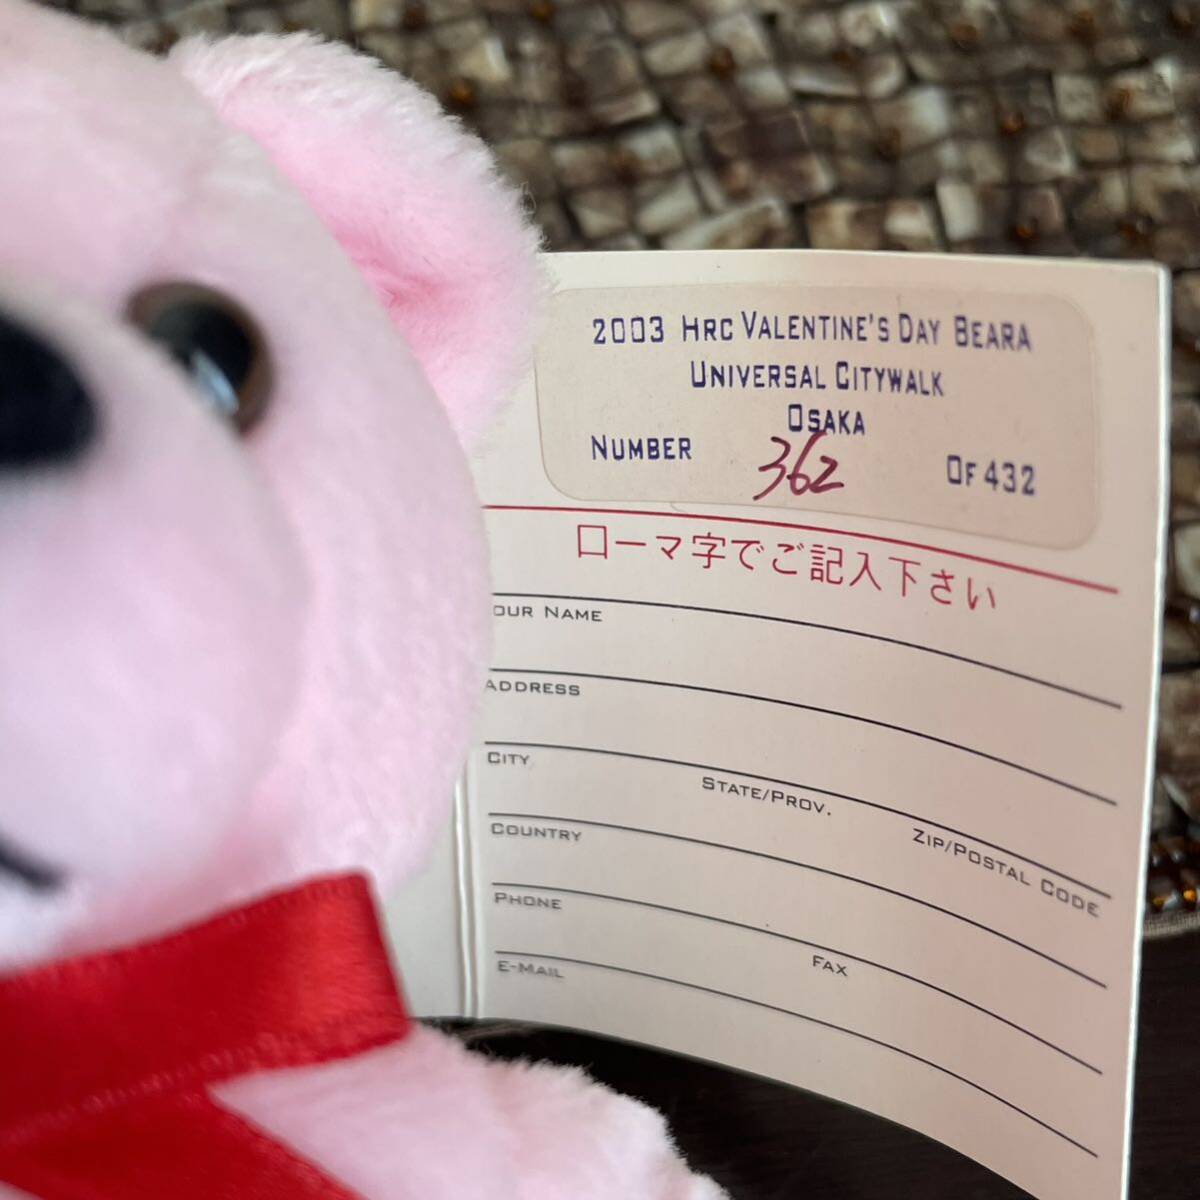 2003 HRC VALENTINE'S DAY BEARA
UNIVERSAL CITYWALK
OSAKA
NUMBER 362 OF 432
ローマ字でご記入下さい
OUR NAME
ADDRESS
CITY STATE/PROV. ZIP/POSTAL CODE
COUNTRY
PHONE FAX
E-MAIL